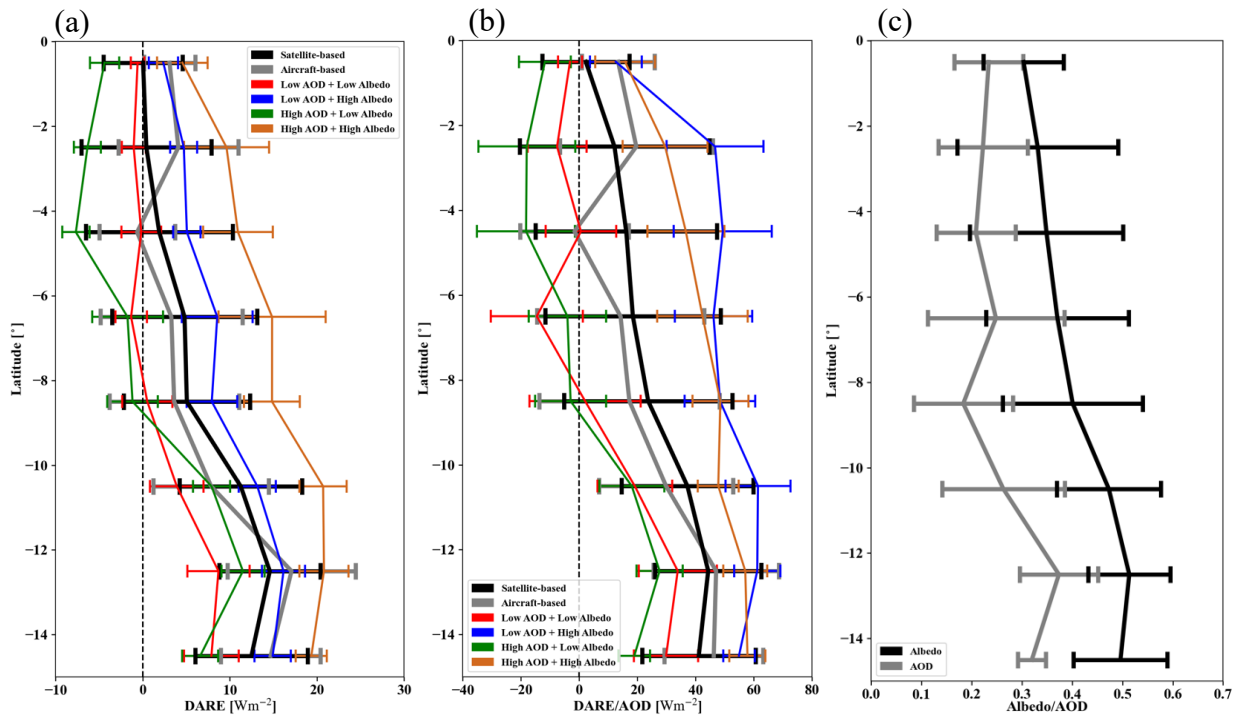 (a)
(b)
(c)
0
−2
−4
−6
−8
−10
−12
−14
Latitude [°]
Satellite-based
Aircraft-based
Low AOD + Low Albedo
Low AOD + High Albedo
High AOD + Low Albedo
High AOD + High Albedo
−10
0
10
20
30
DARE [Wm⁻²]
0
−2
−4
−6
−8
−10
−12
−14
Latitude [°]
Satellite-based
Aircraft-based
Low AOD + Low Albedo
Low AOD + High Albedo
High AOD + Low Albedo
High AOD + High Albedo
−40
−20
0
20
40
60
80
DARE/AOD [Wm⁻²]
0
−2
−4
−6
−8
−10
−12
−14
Latitude [°]
Albedo
AOD
0.0
0.1
0.2
0.3
0.4
0.5
0.6
0.7
Albedo/AOD